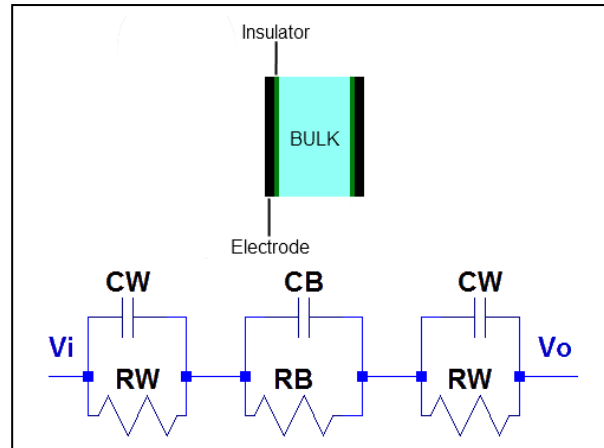 Insulator
BULK
Electrode
CW CB CW
Vi Vo
RW RB RW